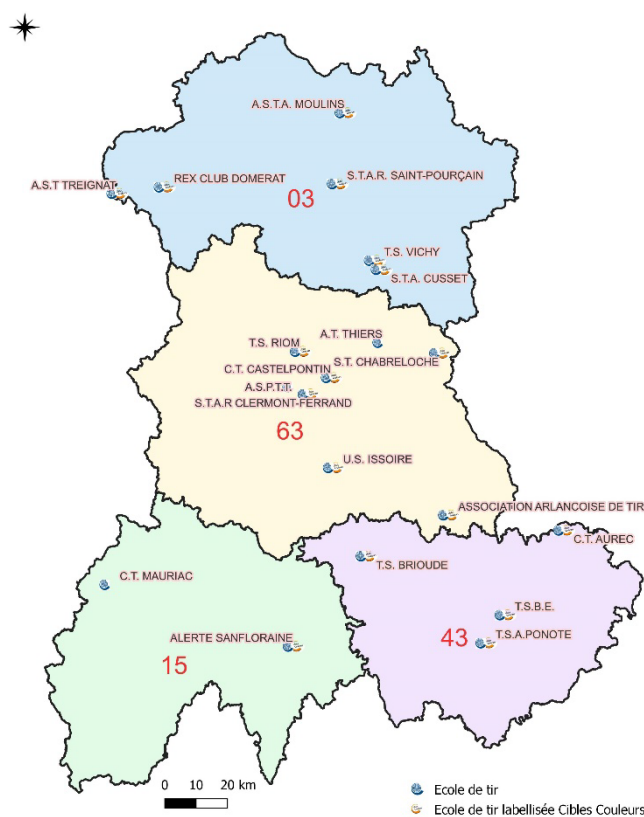 A.S.T.A. MOULINS
A.S.T TREIGNAT
REX CLUB DOMERAT
S.T.A.R. SAINT-POURÇAIN
03
T.S. VICHY
S.T.A. CUSSET
A.T. THIERS
T.S. RIOM
S.T. CHABRELOCHE
C.T. CASTELPONTIN
A.S.P.T.T.
S.T.A.R CLERMONT-FERRAND
63
U.S. ISSOIRE
ASSOCIATION ARLANCOISE DE TIR
C.T. AUREC
T.S. BRIOUDE
C.T. MAURIAC
T.S.B.E.
ALERTE SANFLORAINE
43
T.S.A.PONOTE
15
0 10 20 km
Ecole de tir
Ecole de tir labellisée Cibles Couleurs